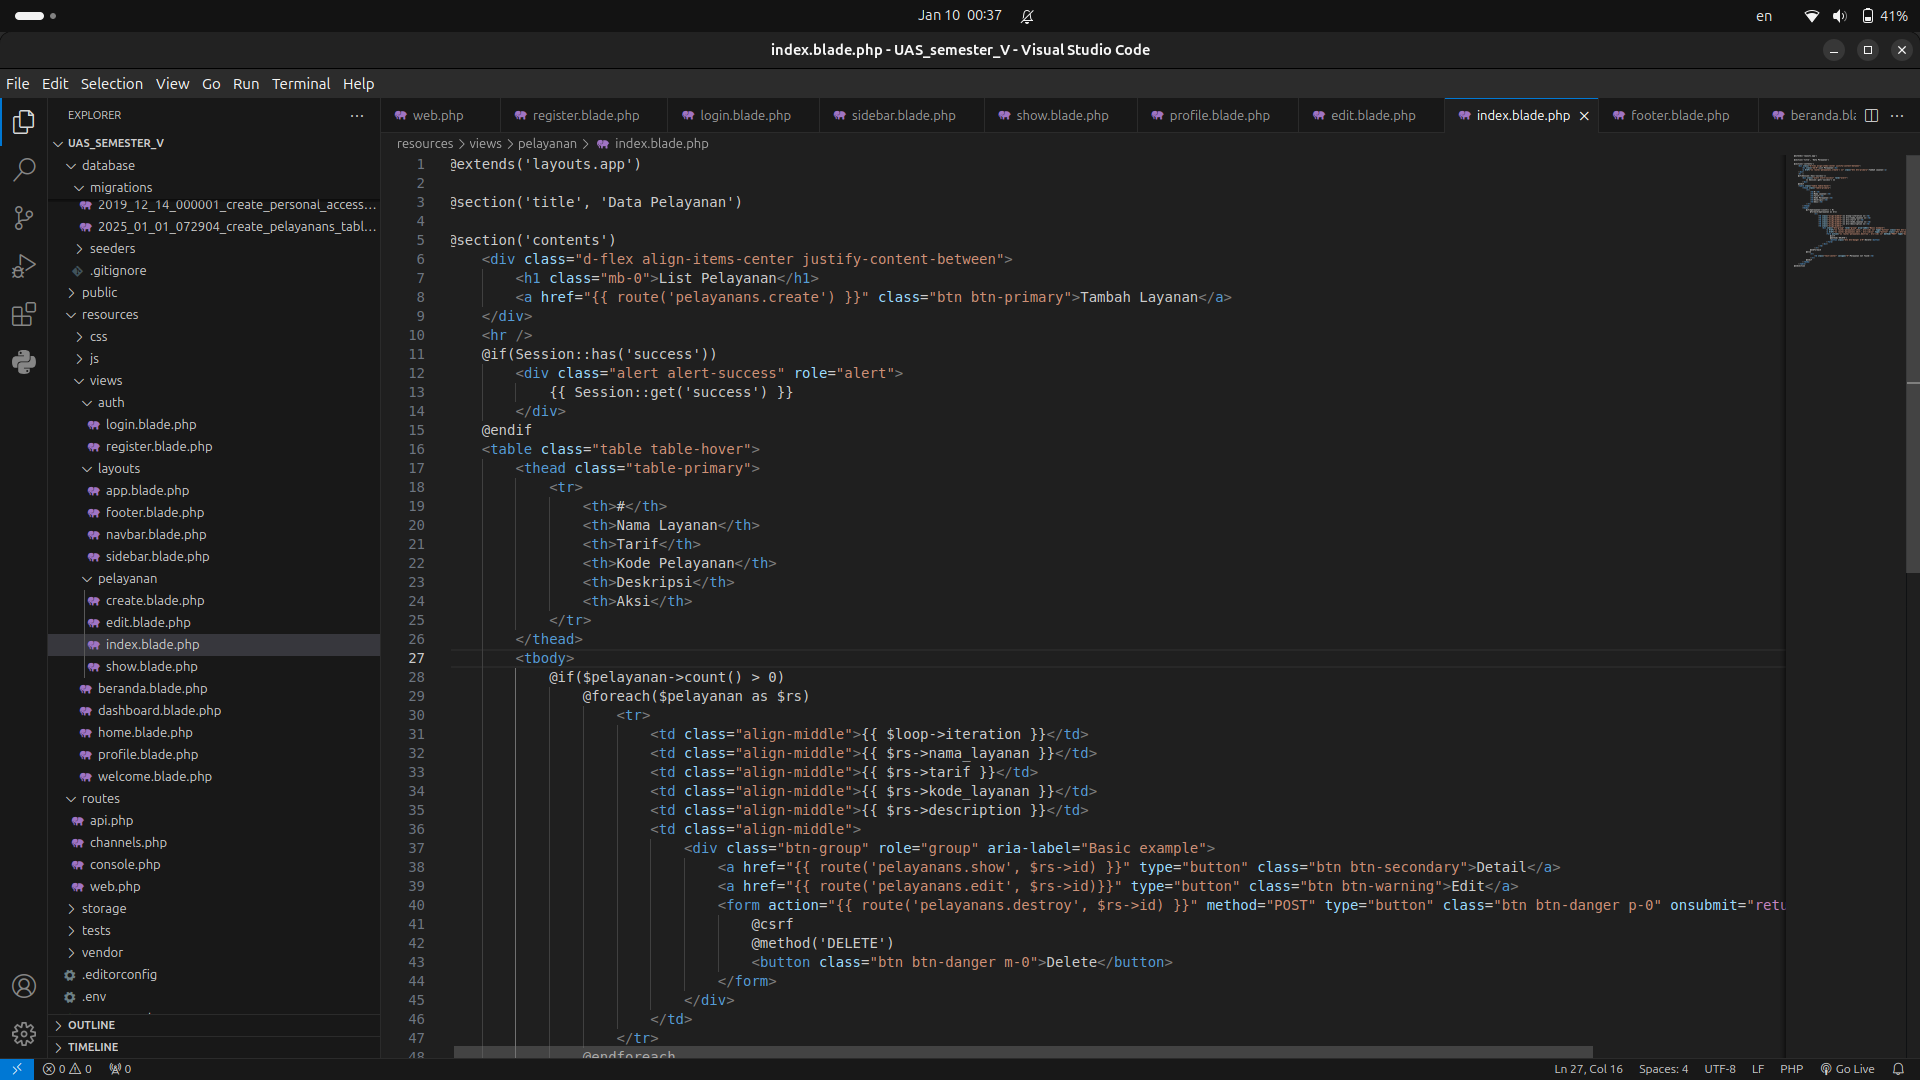 Jan 10  00:37
en
41%
index.blade.php - UAS_semester_V - Visual Studio Code
File Edit Selection View Go Run Terminal Help
EXPLORER
UAS_SEMESTER_V
database
migrations
2019_12_14_000001_create_personal_access...
2025_01_01_072904_create_pelayanans_tabl...
seeders
.gitignore
public
resources
css
js
views
auth
login.blade.php
register.blade.php
layouts
app.blade.php
footer.blade.php
navbar.blade.php
sidebar.blade.php
pelayanan
create.blade.php
edit.blade.php
index.blade.php
show.blade.php
beranda.blade.php
dashboard.blade.php
home.blade.php
profile.blade.php
welcome.blade.php
routes
api.php
channels.php
console.php
web.php
storage
tests
vendor
.editorconfig
.env
OUTLINE
TIMELINE
web.php register.blade.php login.blade.php sidebar.blade.php show.blade.php profile.blade.php edit.blade.php index.blade.php footer.blade.php beranda.bla
resources > views > pelayanan > index.blade.php
1 @extends('layouts.app')
2
3 @section('title', 'Data Pelayanan')
4
5 @section('contents')
6     <div class="d-flex align-items-center justify-content-between">
7         <h1 class="mb-0">List Pelayanan</h1>
8         <a href="{{ route('pelayanans.create') }}" class="btn btn-primary">Tambah Layanan</a>
9     </div>
10     <hr />
11     @if(Session::has('success'))
12         <div class="alert alert-success" role="alert">
13             {{ Session::get('success') }}
14         </div>
15     @endif
16     <table class="table table-hover">
17         <thead class="table-primary">
18             <tr>
19                 <th>#</th>
20                 <th>Nama Layanan</th>
21                 <th>Tarif</th>
22                 <th>Kode Pelayanan</th>
23                 <th>Deskripsi</th>
24                 <th>Aksi</th>
25             </tr>
26         </thead>
27         <tbody>
28             @if($pelayanan->count() > 0)
29                 @foreach($pelayanan as $rs)
30                     <tr>
31                         <td class="align-middle">{{ $loop->iteration }}</td>
32                         <td class="align-middle">{{ $rs->nama_layanan }}</td>
33                         <td class="align-middle">{{ $rs->tarif }}</td>
34                         <td class="align-middle">{{ $rs->kode_layanan }}</td>
35                         <td class="align-middle">{{ $rs->description }}</td>
36                         <td class="align-middle">
37                             <div class="btn-group" role="group" aria-label="Basic example">
38                                 <a href="{{ route('pelayanans.show', $rs->id) }}" type="button" class="btn btn-secondary">Detail</a>
39                                 <a href="{{ route('pelayanans.edit', $rs->id)}}" type="button" class="btn btn-warning">Edit</a>
40                                 <form action="{{ route('pelayanans.destroy', $rs->id) }}" method="POST" type="button" class="btn btn-danger p-0" onsubmit="retu
41                                     @csrf
42                                     @method('DELETE')
43                                     <button class="btn btn-danger m-0">Delete</button>
44                                 </form>
45                             </div>
46                         </td>
47                     </tr>
48                 @endforeach
0 0 0
Ln 27, Col 16 Spaces: 4 UTF-8 LF PHP Go Live